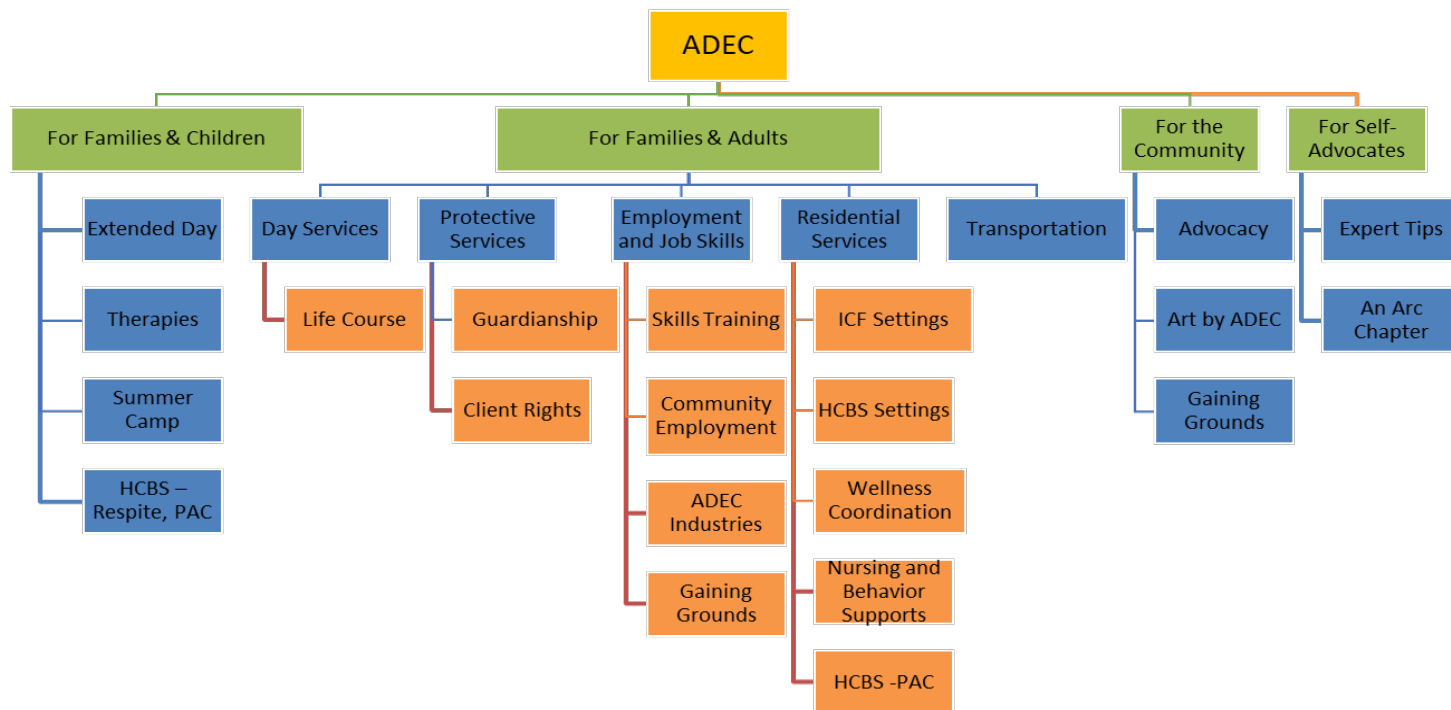 ADEC
For Families & Children
For Families & Adults
For the
Community
For Self-
Advocates
Extended Day
Therapies
Summer
Camp
HCBS –
Respite, PAC
Day Services
Life Course
Protective
Services
Guardianship
Client Rights
Employment
and Job Skills
Skills Training
Community
Employment
ADEC
Industries
Gaining
Grounds
Residential
Services
ICF Settings
HCBS Settings
Wellness
Coordination
Nursing and
Behavior
Supports
HCBS -PAC
Transportation
Advocacy
Art by ADEC
Gaining
Grounds
Expert Tips
An Arc
Chapter